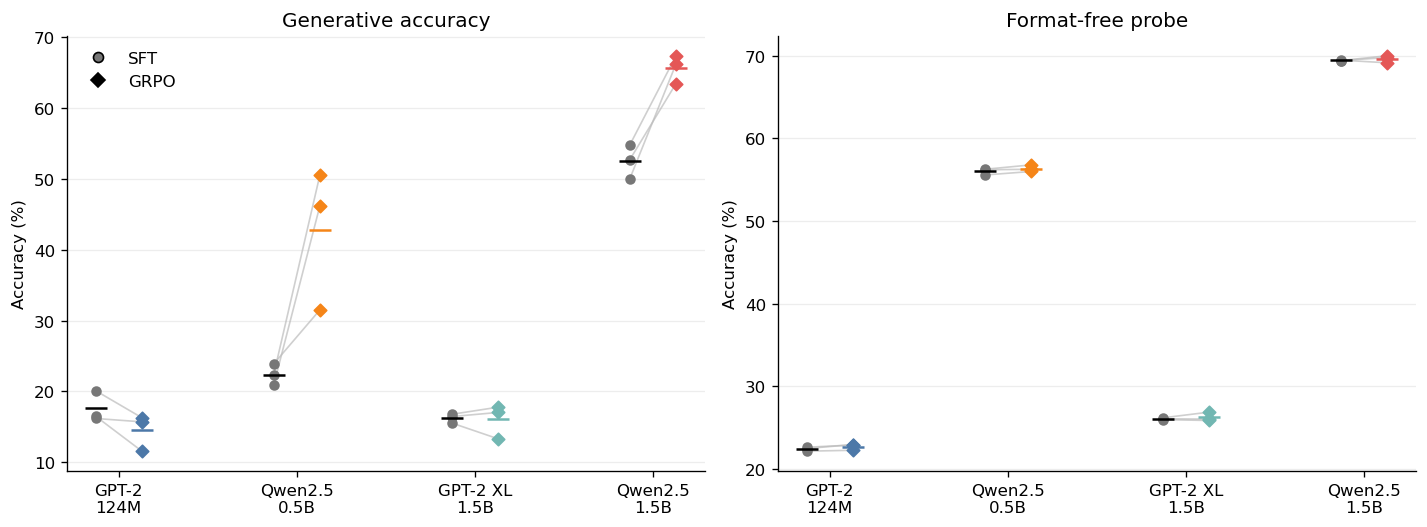 Generative accuracy
SFT
GRPO
Accuracy (%)
70
60
50
40
30
20
10
GPT-2
124M
Qwen2.5
0.5B
GPT-2 XL
1.5B
Qwen2.5
1.5B
Format-free probe
Accuracy (%)
70
60
50
40
30
20
GPT-2
124M
Qwen2.5
0.5B
GPT-2 XL
1.5B
Qwen2.5
1.5B